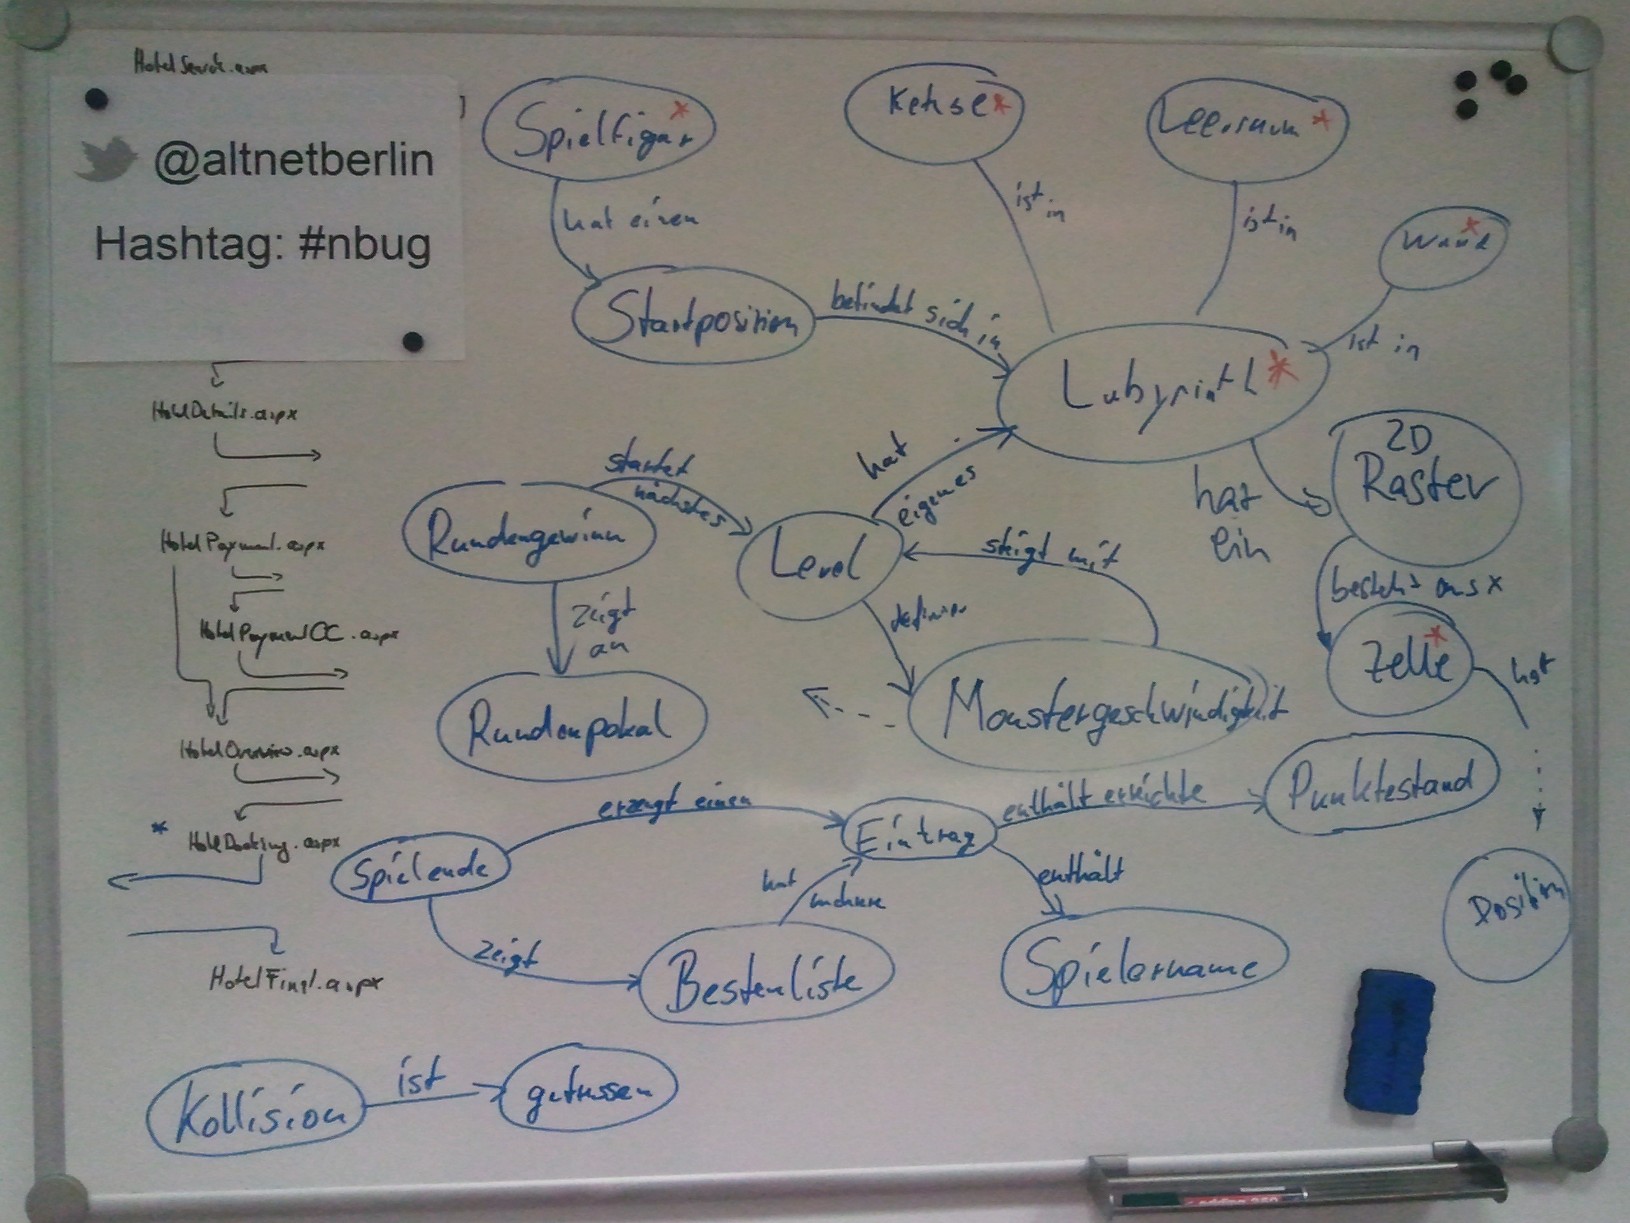 HotelSearch.aspx
@altnetberlin
Hashtag: #nbug
HotelDetails.aspx
HotelPayment.aspx
HotelPaymentCC.aspx
HotelOverview.aspx
*
HotelBooking.aspx
HotelFinal.aspx
Spielfigur *
hat einen
Startposition
befindet sich in
Kekse *
ist in
Leerraum *
ist in
Wand *
ist in
Labyrinth *
hat
ein
2D
Raster
besteht aus x
Zelle *
hat
Position
Rundengewinn
startet
nächstes
Level
hat
eigenes
zeigt
an
Rundenpokal
definiert
steigt mit
Monstergeschwindigkeit
Spielende
erzeugt einen
Eintrag
enthält erreichte
Punktestand
enthält
Spielername
zeigt
Bestenliste
hat
mehrere
Kollision
ist
gefressen
edding 360